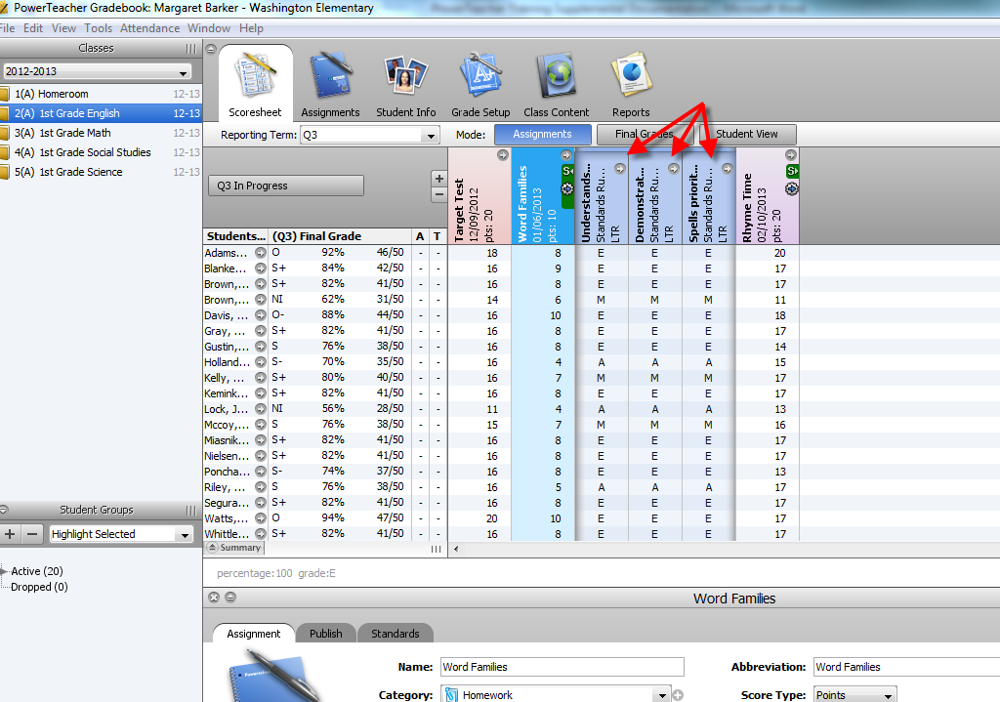 PowerTeacher Gradebook: Margaret Barker - Washington Elementary
File Edit View Tools Attendance Window Help
Classes
2012-2013
1(A) Homeroom 12-13
2(A) 1st Grade English 12-13
3(A) 1st Grade Math 12-13
4(A) 1st Grade Social Studies 12-13
5(A) 1st Grade Science 12-13
Student Groups
Highlight Selected
Active (20)
Dropped (0)
Scoresheet Assignments Student Info Grade Setup Class Content Reports
Reporting Term: Q3 Mode: Assignments Final Grades Student View
Q3 In Progress
Target Test
12/09/2012
pts: 20
Word Families
01/06/2013
pts: 10
Understands...
Standards Ru...
LTR
Demonstrat...
Standards Ru...
LTR
Spells priorit...
Standards Ru...
LTR
Rhyme Time
02/10/2013
pts: 20
Students... (Q3) Final Grade A T
Adams... O 92% 46/50 - - 18 8 E E E 20
Blanke... S+ 84% 42/50 - - 16 9 E E E 17
Brown,... S+ 82% 41/50 - - 16 8 E E E 17
Brown,... NI 62% 31/50 - - 14 6 M M M 11
Davis, ... O- 88% 44/50 - - 16 10 E E E 18
Gray, ... S+ 82% 41/50 - - 16 8 E E E 17
Gustin,... S 76% 38/50 - - 16 8 E E E 14
Holland... S- 70% 35/50 - - 16 4 A A A 15
Kelly, ... S+ 80% 40/50 - - 16 7 M M M 17
Kemink... S+ 82% 41/50 - - 16 8 E E E 17
Lock, J... NI 56% 28/50 - - 11 4 A A A 13
Mccoy,... S 76% 38/50 - - 15 7 M M M 16
Miasnik... S+ 82% 41/50 - - 16 8 E E E 17
Nielsen... S+ 82% 41/50 - - 16 8 E E E 17
Poncha... S- 74% 37/50 - - 16 8 E E E 13
Riley, ... S 76% 38/50 - - 16 5 A A A 17
Segura... S+ 82% 41/50 - - 16 8 E E E 17
Watts,... O 94% 47/50 - - 20 10 E E E 17
Whittle... S+ 82% 41/50 - - 16 8 E E E 17
Summary
percentage:100 grade:E
Word Families
Assignment Publish Standards
Name: Word Families Abbreviation: Word Families
Category: Homework Score Type: Points